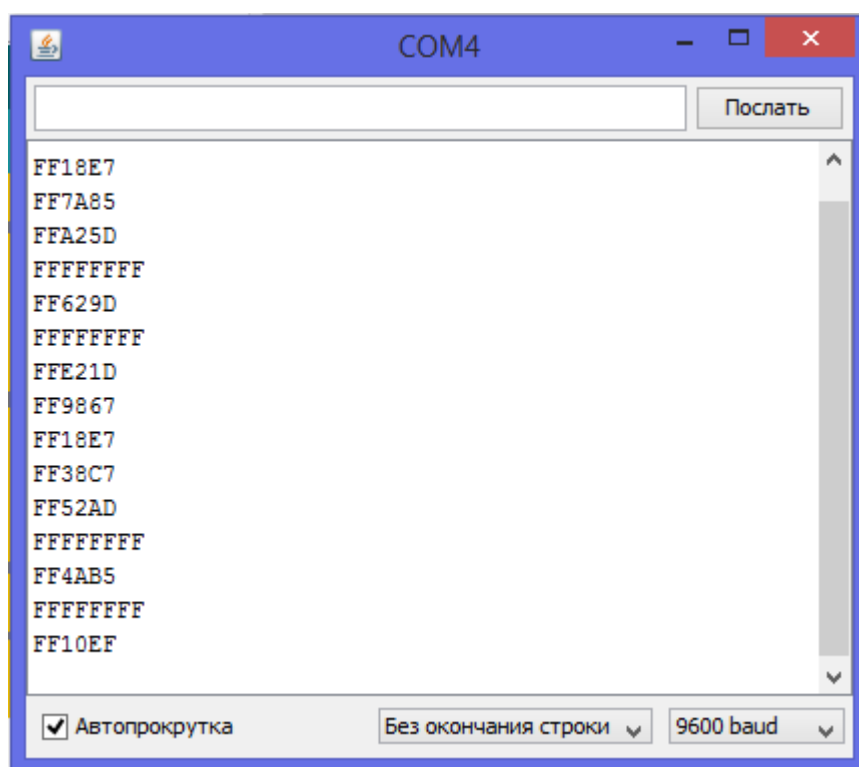 COM4
Послать
FF18E7
FF7A85
FFA25D
FFFFFFFF
FF629D
FFFFFFFF
FFE21D
FF9867
FF18E7
FF38C7
FF52AD
FFFFFFFF
FF4AB5
FFFFFFFF
FF10EF
Автопрокрутка Без окончания строки 9600 baud